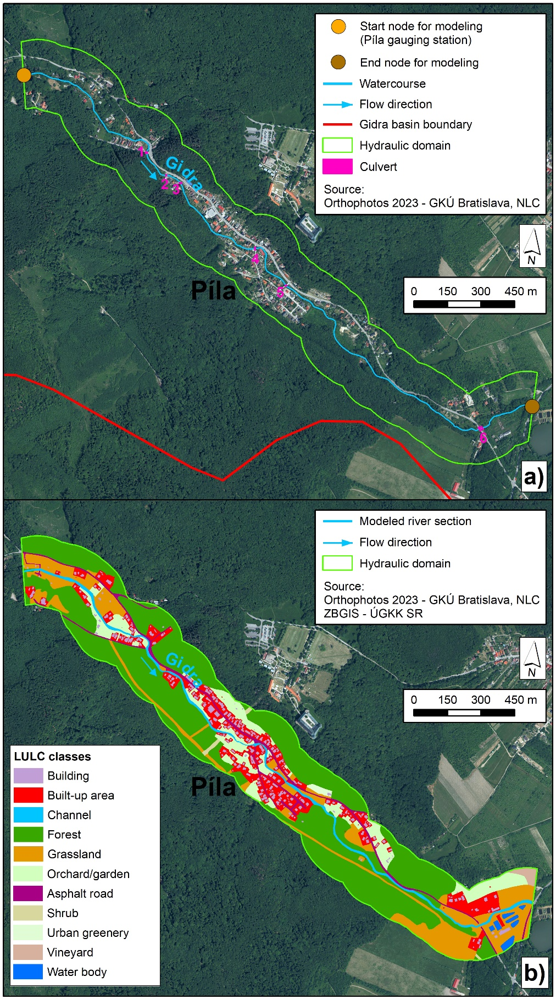 Start node for modeling
(Píla gauging station)
End node for modeling
Watercourse
Flow direction
Gidra basin boundary
Hydraulic domain
Culvert
Source:
Orthophotos 2023 - GKÚ Bratislava, NLC
N
0 150 300 450 m
1
Gidra
2
3
4
Píla
5
6
a)
Modeled river section
Flow direction
Hydraulic domain
Source:
Orthophotos 2023 - GKÚ Bratislava, NLC
ZBGIS - ÚGKK SR
N
0 150 300 450 m
Gidra
Píla
LULC classes
Building
Built-up area
Channel
Forest
Grassland
Orchard/garden
Asphalt road
Shrub
Urban greenery
Vineyard
Water body
b)